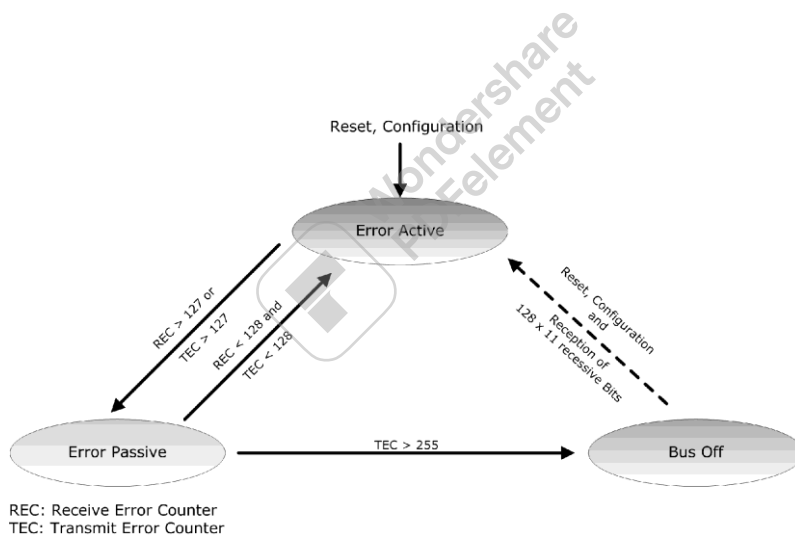 Wondershare
PDFelement
Reset, Configuration
Error Active
REC > 127 or
TEC > 127
REC < 128 and
TEC < 128
Reset, Configuration
and
Reception of
128 x 11 recessive Bits
Error Passive
TEC > 255
Bus Off
REC: Receive Error Counter
TEC: Transmit Error Counter